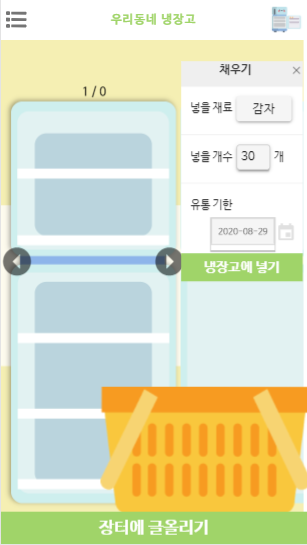 우리동네 냉장고
1 / 0
채우기 ×
넣을 재료 감자
넣을 개수 30 개
유통 기한
2020-08-29
냉장고에 넣기
장터에 글올리기